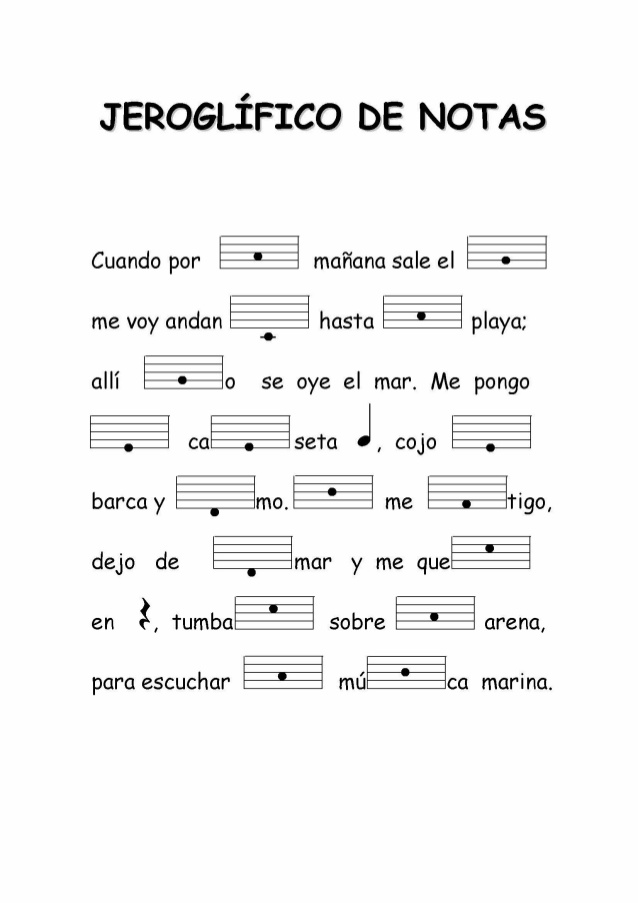 JEROGLÍFICO DE NOTAS
Cuando por mañana sale el
me voy andan hasta playa;
allí o se oye el mar. Me pongo
ca seta , cojo
barca y mo. me tigo,
dejo de mar y me que
en , tumba sobre arena,
para escuchar mú ca marina.